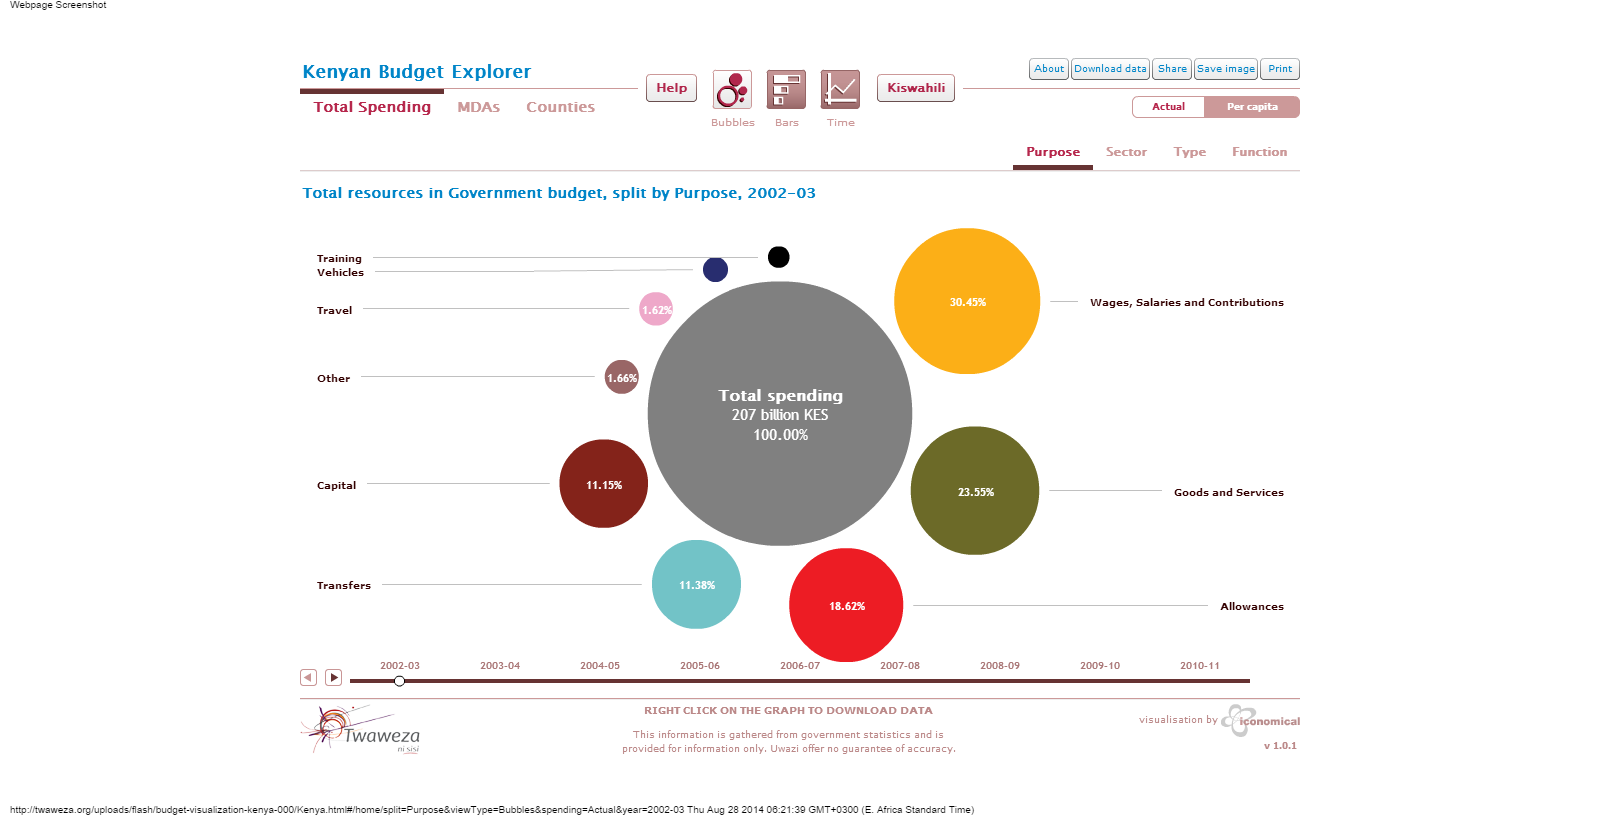 Webpage Screenshot
Kenyan Budget Explorer
Total Spending
MDAs
Counties
Help
Bubbles
Bars
Time
Kiswahili
About
Download data
Share
Save image
Print
Actual
Per capita
Purpose
Sector
Type
Function
Total resources in Government budget, split by Purpose, 2002-03
Training
Vehicles
Travel
1.62%
Other
1.66%
Capital
11.15%
Transfers
11.38%
Total spending
207 billion KES
100.00%
30.45%
Wages, Salaries and Contributions
23.55%
Goods and Services
18.62%
Allowances
2002-03
2003-04
2004-05
2005-06
2006-07
2007-08
2008-09
2009-10
2010-11
Twaweza
ni sisi
RIGHT CLICK ON THE GRAPH TO DOWNLOAD DATA
This information is gathered from government statistics and is
provided for information only. Uwazi offer no guarantee of accuracy.
visualisation by
iconomical
v 1.0.1
http://twaweza.org/uploads/flash/budget-visualization-kenya-000/Kenya.html#/home/split=Purpose&viewType=Bubbles&spending=Actual&year=2002-03 Thu Aug 28 2014 06:21:39 GMT+0300 (E. Africa Standard Time)